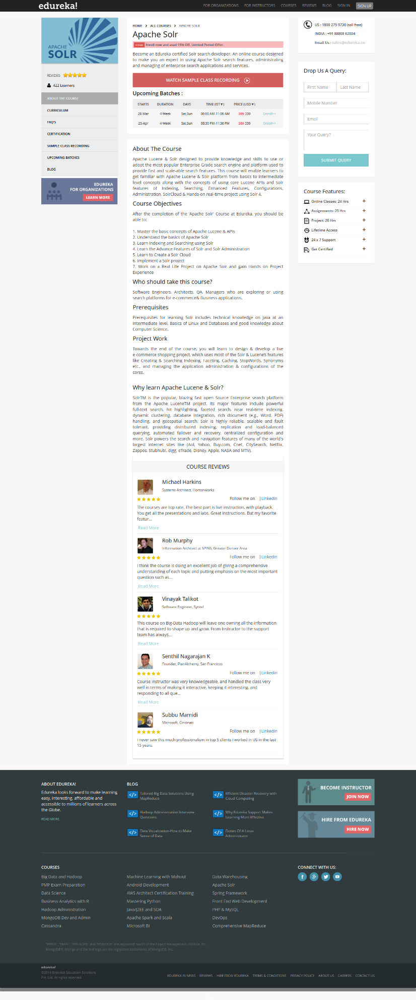 edureka!
FOR ORGANIZATIONS FOR INSTRUCTORS COURSES REVIEWS BLOG SIGN IN SIGN UP
APACHE
SOLR
REVIEWS
422 Learners
ABOUT THE COURSE
CURRICULUM
FAQ'S
CERTIFICATION
SAMPLE CLASS RECORDING
UPCOMING BATCHES
BLOG
EDUREKA
FOR ORGANIZATIONS
LEARN MORE
HOME > ALL COURSES > APACHE SOLR
Apache Solr
OFFER Enroll now and avail 15% Off. Limited Period Offer.
Become an Edureka certified Solr search developer. An online course designed
to make you an expert in using Apache Solr search features, administrating
and managing of enterprise search applications and services.
WATCH SAMPLE CLASS RECORDING
Upcoming Batches :
STARTS DURATION DAYS TIME (IST▼) PRICE (USD▼)
28-Mar 4 Week Sat,Sun 08:00 AM-11:00 AM 389 330 Enroll>>
25-Apr 4 Week Sat,Sun 08:30 PM-11:30 PM 389 330 Enroll>>
About The Course
Apache Lucene & Solr designed to provide knowledge and skills to use or
adopt the most popular Enterprise Grade search engine and platform used to
provide fast and scale-able search features. This course will enable learners to
get familiar with Apache Lucene & Solr platform from basics to intermediate
level concepts along with the concepts of using core Lucene APIs and Solr
features of Indexing, Searching, Enhanced Features, Configurations,
Administration. SolrCloud & Hands-on real-time project using Solr 4.
Course Objectives
After the completion of the 'Apache Solr' Course at Edureka, you should be
able to:
1. Master the basic concepts of Apache Lucene & APIs
2. Understand the basics of Apache Solr
3. Learn Indexing and Searching using Solr
4. Learn the Advance Features of Solr and Solr Administration
5. Learn to Create a Solr Cloud
6. Implement a Solr project
7. Work on a Real Life Project on Apache Solr and gain Hands on Project
Experience
Who should take this course?
Software Engineers, Architects, QA, Managers who are exploring or using
search platforms for e-commerce& Business applications.
Prerequisites
Prerequisites for learning Solr includes technical knowledge on Java at an
Intermediate level, Basics of Linux and Databases and good knowledge about
Computer Science.
Project Work
Towards the end of the course, you will learn to design & develop a live
e-commerce shopping project, which uses most of the Solr & Lucene's features
like Creating & Searching Indexing, Faceting, Caching, StopWords, Synonyms
etc., and managing the application administration & configurations of the
cores.
Why learn Apache Lucene & Solr?
SolrTM is the popular, blazing fast open Source Enterprise search platform
from the Apache LuceneTM project. Its major features include powerful
full-text search, hit highlighting, faceted search, near real-time indexing,
dynamic clustering, database integration, rich document (e.g., Word, PDF)
handling, and geospatial search. Solr is highly reliable, scalable and fault
tolerant, providing distributed indexing, replication and load-balanced
querying, automated failover and recovery, centralized configuration and
more. Solr powers the search and navigation features of many of the world's
largest internet sites like (Aol, Yahoo, Buy.com, Cnet, CitySearch, Netflix,
Zappos, Stubhub!, digg, eTrade, Disney, Apple, NASA and MTV).
COURSE REVIEWS
Michael Harkins
Systems Architect, Hortonworks
Follow me on |Linkedin
The courses are top rate. The best part is live instruction, with playback.
You get all the presentations and labs. Great instructions. But my favorite
featur...
Read More
Rob Murphy
Information Architect at SPINS, Greater Denver Area
Follow me on |Linkedin
I think the course is doing an excellent job of giving a comprehensive
understanding of each topic and putting emphasis on the most important
question such as...
Read More
Vinayak Talikot
Software Engineer, Syntel
This course on Big-Data Hadoop will leave one owning all the information
that is required to shape up and grow. From Instructor to the support
team has always...
Read More
Senthil Nagarajan K
Founder, PlanAlchemy, San Francisco
Follow me on |Linkedin
Course instructor was very knowledgeable, and handled the class very
well in terms of making it interactive, keeping it interesting, and
responding to all que...
Read More
Subbu Mamidi
Microsoft, Cincinati
Follow me on |Linkedin
I never saw this much professionalism in top 5 clients I worked in US in the last
15 years.
US : 1800 275 9730 (toll free)
INDIA : +91 88808 62004
Email Us : sales@edureka.co
Drop Us A Query:
First Name Last Name
Mobile Number
Email
Your Query?
SUBMIT QUERY
Course Features:
Online Classes: 24 Hrs +
Assignments: 25 Hrs +
Project: 20 Hrs +
Lifetime Access +
24 x 7 Support +
Get Certified +
ABOUT EDUREKA!
Edureka looks forward to make learning
easy, interesting, affordable and
accessible to millions of learners across
the Globe.
READ MORE
BLOG
</> Tailored Big Data Solutions Using
MapReduce
</> Efficient Disaster Recovery with
Cloud Computing
</> Hadoop Administration Interview
Questions
</> Why Edureka Support Makes
Learning More Effective
</> Data Visualization-How to Make
Sense of Data
</> Duties Of A Linux
Administrator
BECOME INSTRUCTOR
JOIN NOW
HIRE FROM EDUREKA
HIRE NOW
COURSES
Big Data and Hadoop Machine Learning with Mahout Data Warehousing
PMP Exam Preparation Android Development Apache Solr
Data Science AWS Architect Certification Training Spring Framework
Business Analytics with R Mastering Python Front End Web Development
Hadoop Administration Java/J2EE and SOA PHP & MySQL
MongoDB Dev and Admin Apache Spark and Scala DevOps
Cassandra Microsoft BI Comprehensive MapReduce
CONNECT WITH US:
are registered marks of the Project Management Institute, Inc.
MongoDB®, Mongo and the leaf logo are the registered trademarks of MongoDB, Inc.
edureka!
©2014 Brain4ce Education Solutions
Pvt. Ltd. All rights reserved.
EDUREKA IN NEWS REVIEWS HIRE FROM EDUREKA TERMS & CONDITIONS PRIVACY POLICY ABOUT US CAREERS CONTACT US